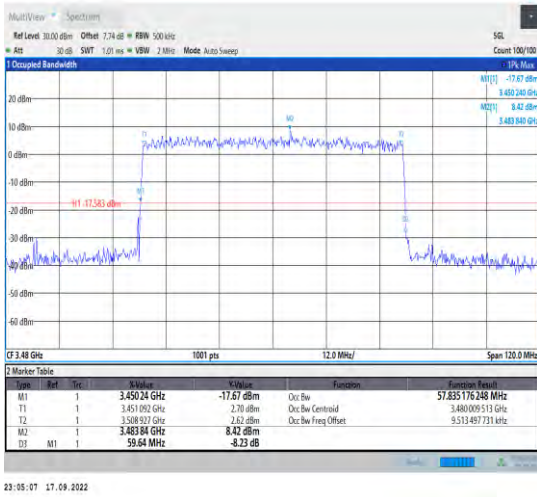 MultiView Spectrum
Ref Level 30.00 dBm Offset 7.74 dB RBW 500 kHz SGL
Att 30 dB SWT 1.01 ms VBW 2 MHz Mode Auto Sweep Count 100/100
1 Occupied Bandwidth 1Pk Max
M1[1] -17.67 dBm
3.450 240 GHz
M2[1] 8.42 dBm
3.483 840 GHz
20 dBm
M2
10 dBm
T1 T2
0 dBm
-10 dBm
M1
H1 -17.583 dBm
-20 dBm
D3
-30 dBm
-40 dBm
-50 dBm
-60 dBm
CF 3.48 GHz 1001 pts 12.0 MHz/ Span 120.0 MHz
2 Marker Table
Type Ref Trc X-Value Y-Value Function Function Result
M1 1 3.450 24 GHz -17.67 dBm Occ Bw 57.835 176 248 MHz
T1 1 3.451 092 GHz 2.70 dBm Occ Bw Centroid 3.480 009 513 GHz
T2 1 3.508 927 GHz 2.62 dBm Occ Bw Freq Offset 9.513 497 731 kHz
M2 1 3.483 84 GHz 8.42 dBm
D3 M1 1 59.64 MHz -8.23 dB
23:05:07 17.09.2022